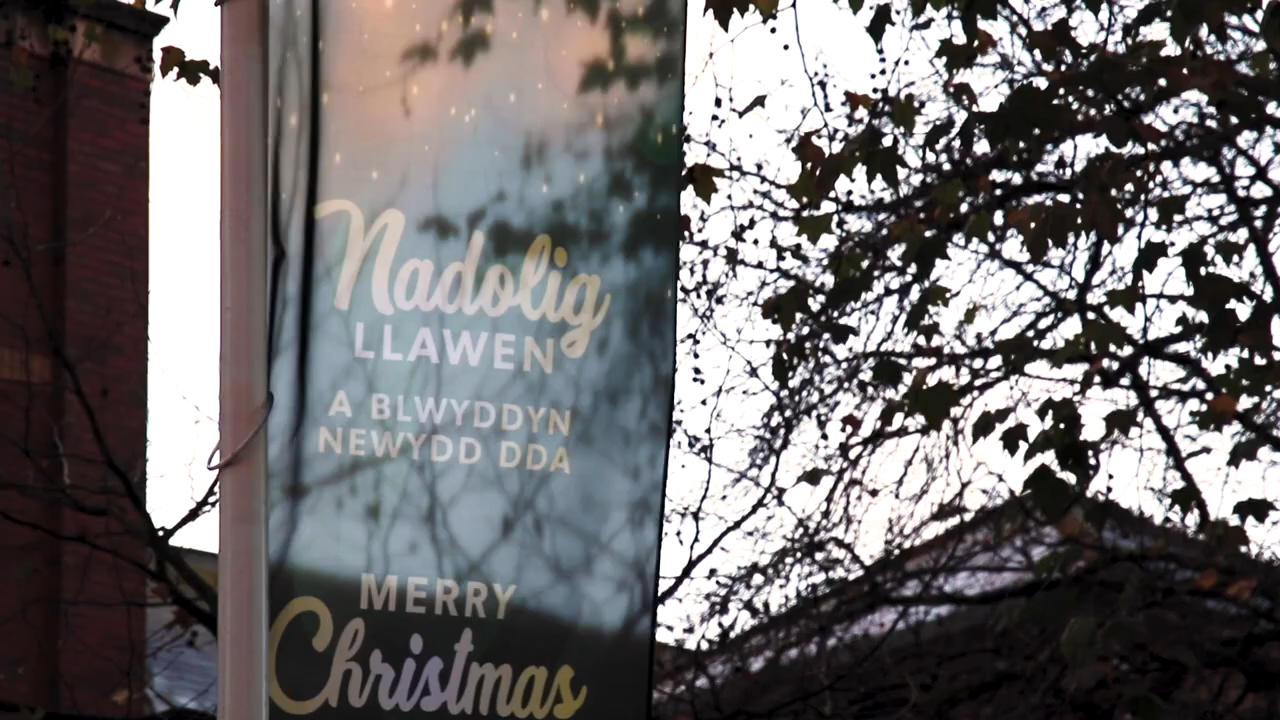 Nadolig
LLAWEN
A BLWYDDYN
NEWYDD DDA
MERRY
Christmas